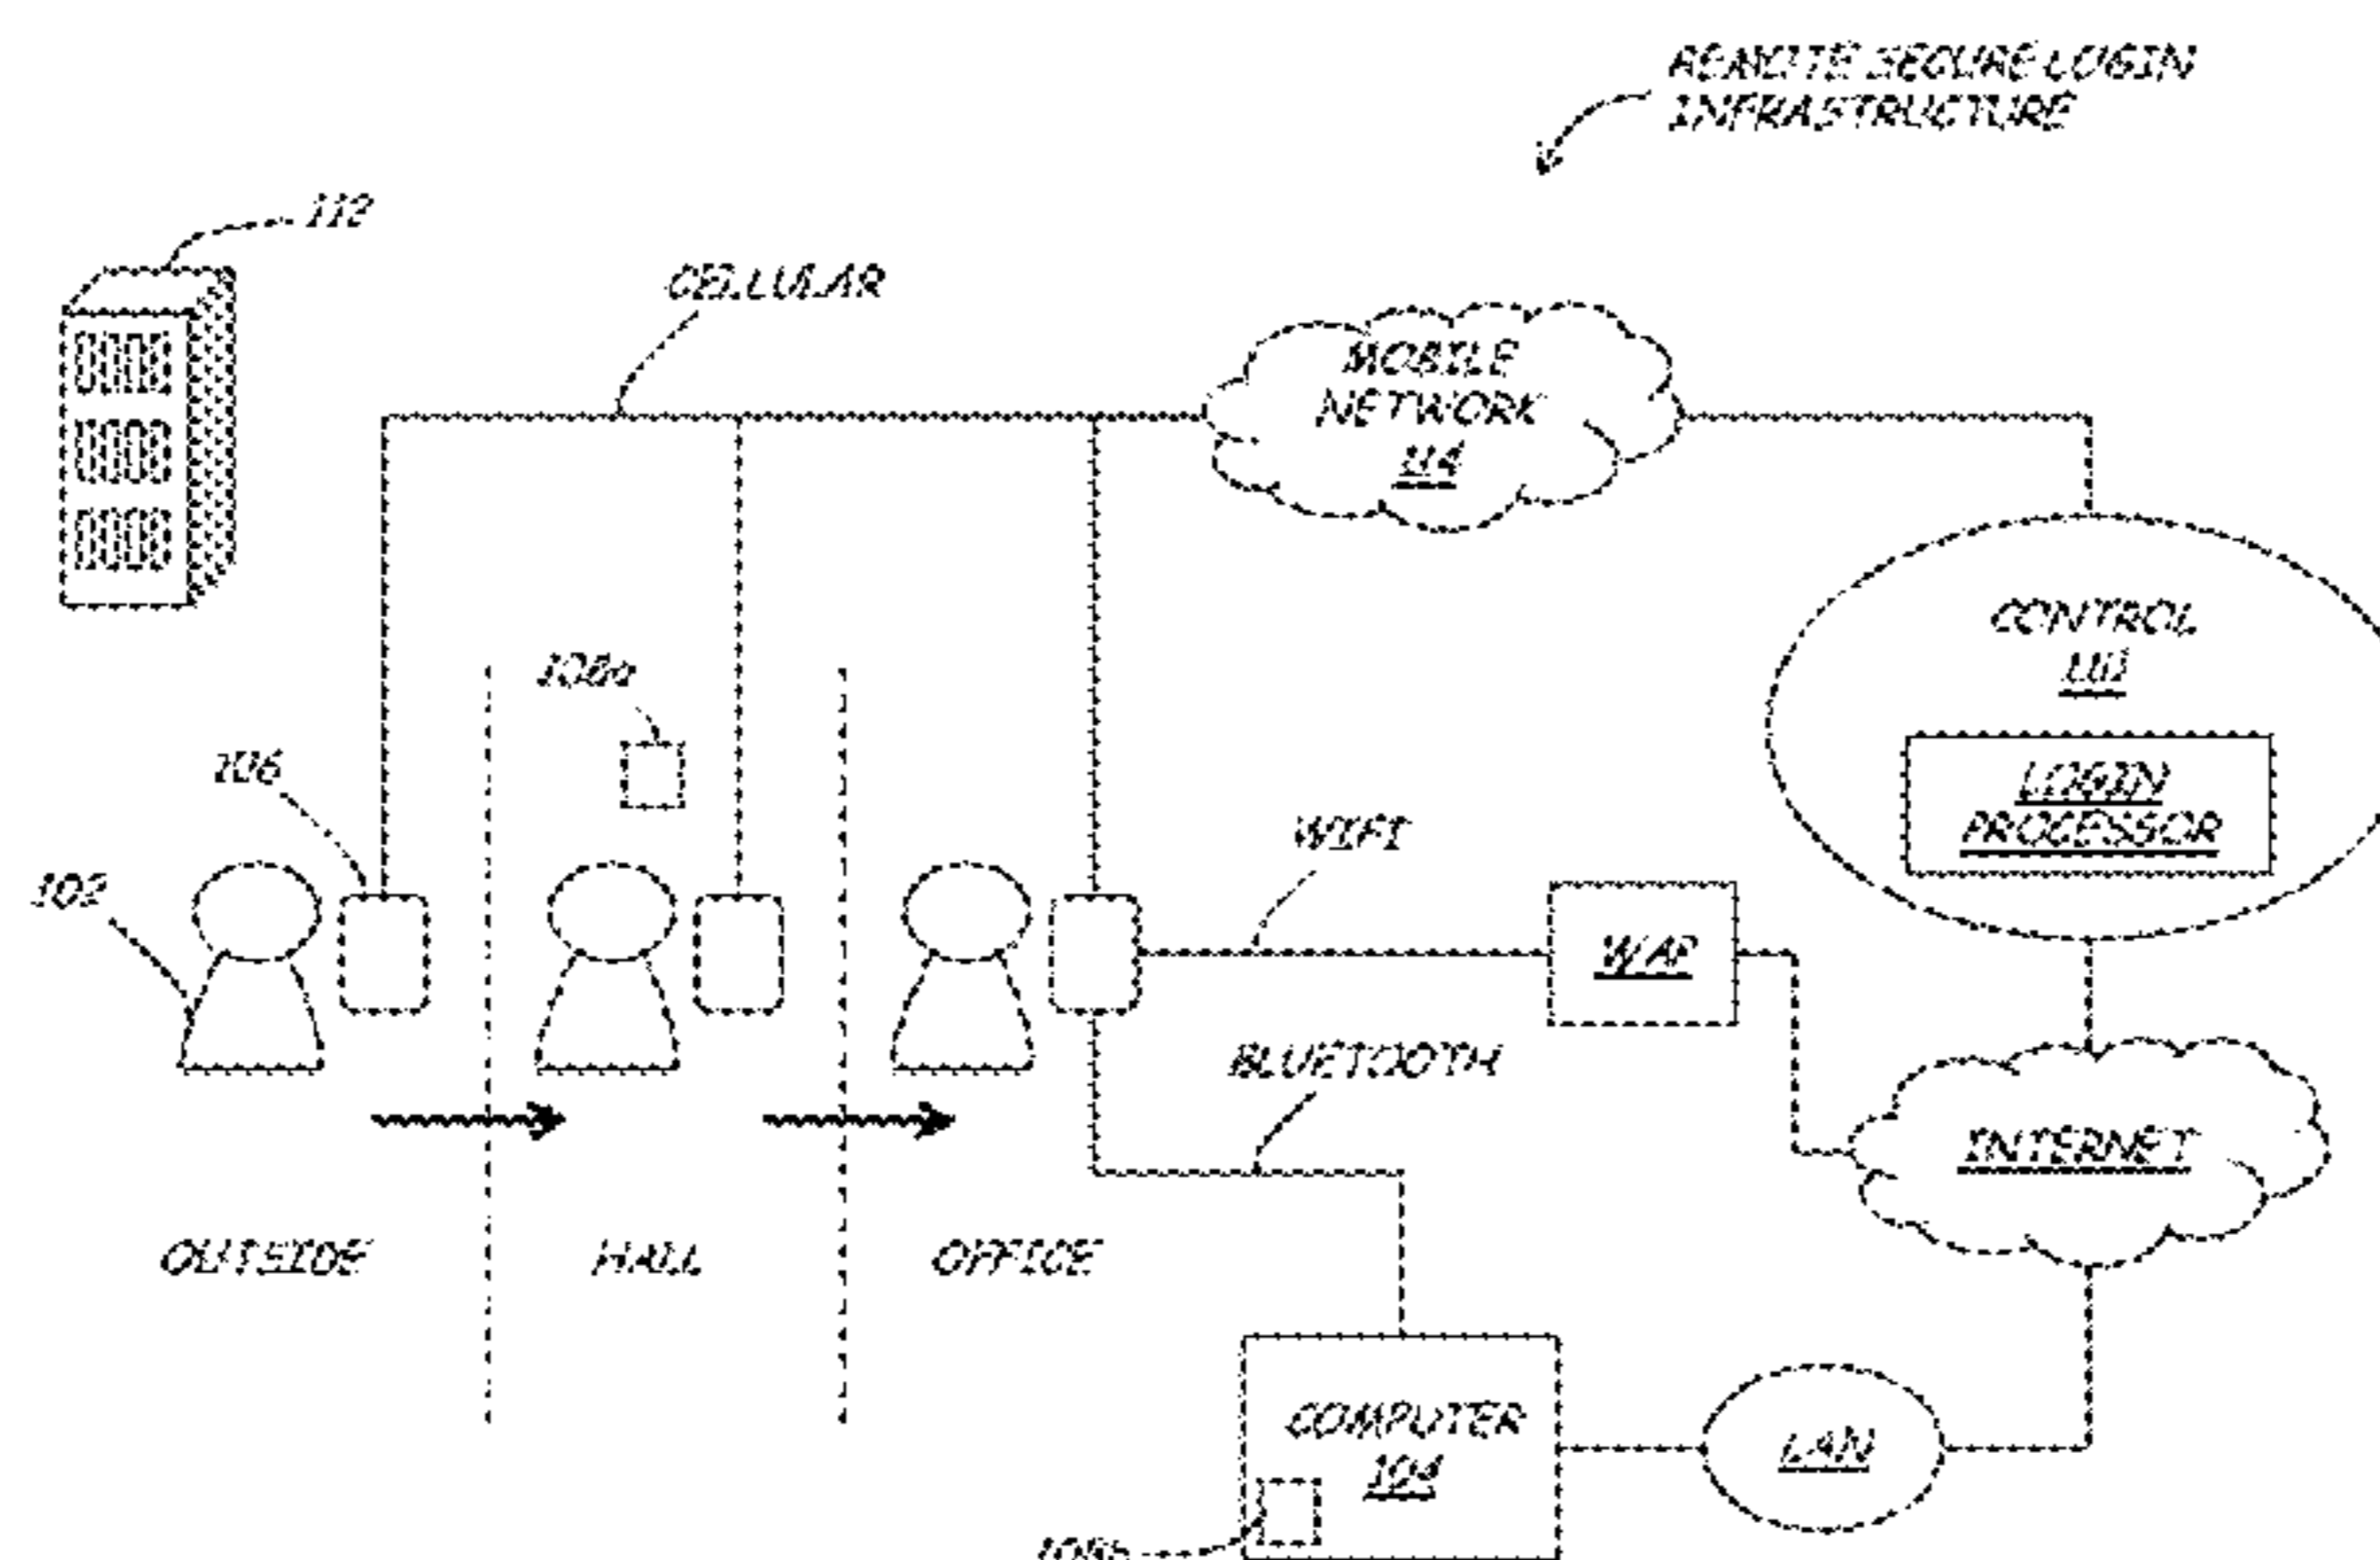 REMOTE SECURE LOGIN
INFRASTRUCTURE
112
CELLULAR
MOBILE
NETWORK
114
CONTROL
108a
106
LOGIN
PROCESSOR
WIFI
102
WAP
BLUETOOTH
INTERNET
OUTSIDE
HALL
OFFICE
COMPUTER
104
LAN
108b